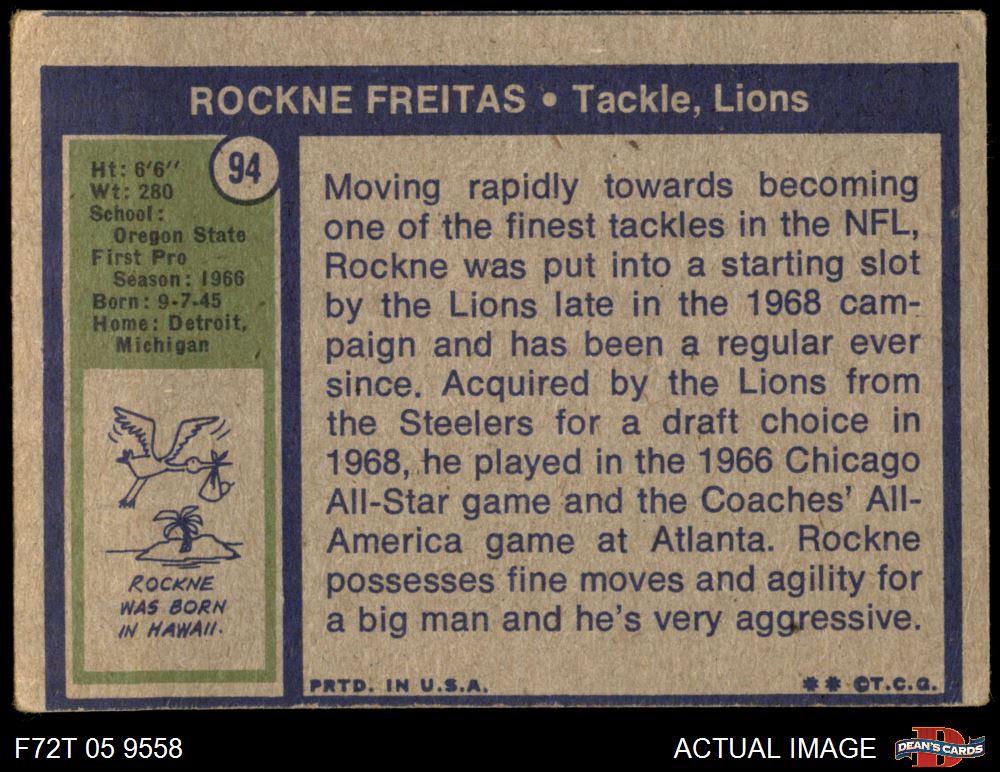 ROCKNE FREITAS • Tackle, Lions
94
Ht: 6'6''
Wt: 280
School:
Oregon State
First Pro
Season: 1966
Born: 9-7-45
Home: Detroit,
Michigan
ROCKNE
WAS BORN
IN HAWAII.
Moving rapidly towards becoming
one of the finest tackles in the NFL,
Rockne was put into a starting slot
by the Lions late in the 1968 cam-
paign and has been a regular ever
since. Acquired by the Lions from
the Steelers for a draft choice in
1968, he played in the 1966 Chicago
All-Star game and the Coaches' All-
America game at Atlanta. Rockne
possesses fine moves and agility for
a big man and he's very aggressive.
PRTD. IN U.S.A.
** ©T.C.G.
F72T 05 9558
ACTUAL IMAGE
D
DEAN'S CARDS